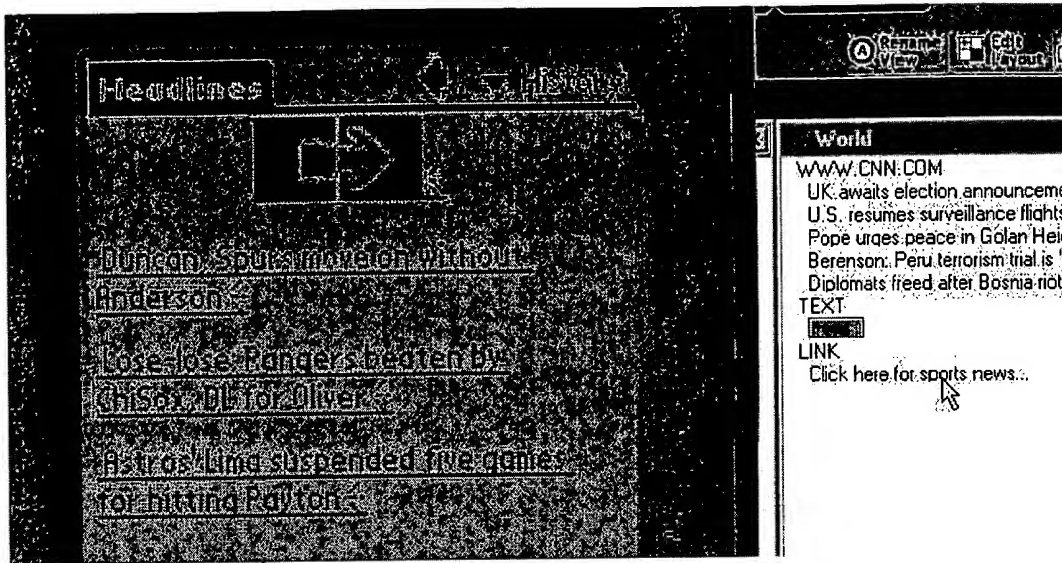 Headlines
History
Duncan, Spurs move on without
Anderson
Lose-lose: Rangers beaten by
ChiSox, DL for Oliver
Astros' Lima suspended five games
for hitting Payton
Rename
View
Edit
Layout
World
WWW.CNN.COM
UK awaits election announceme
U.S. resumes surveillance flights
Pope urges peace in Golan Hei
Berenson: Peru terrorism trial is '
Diplomats freed after Bosnia riot
TEXT
LINK
Click here for sports news...